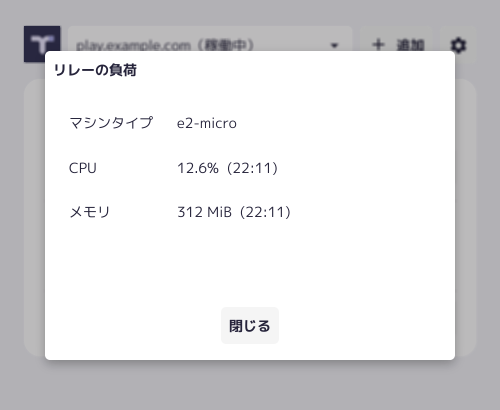 play.example.com（稼働中）
＋ 追加
リレーの負荷
マシンタイプ e2-micro
CPU 12.6% (22:11)
メモリ 312 MiB (22:11)
閉じる